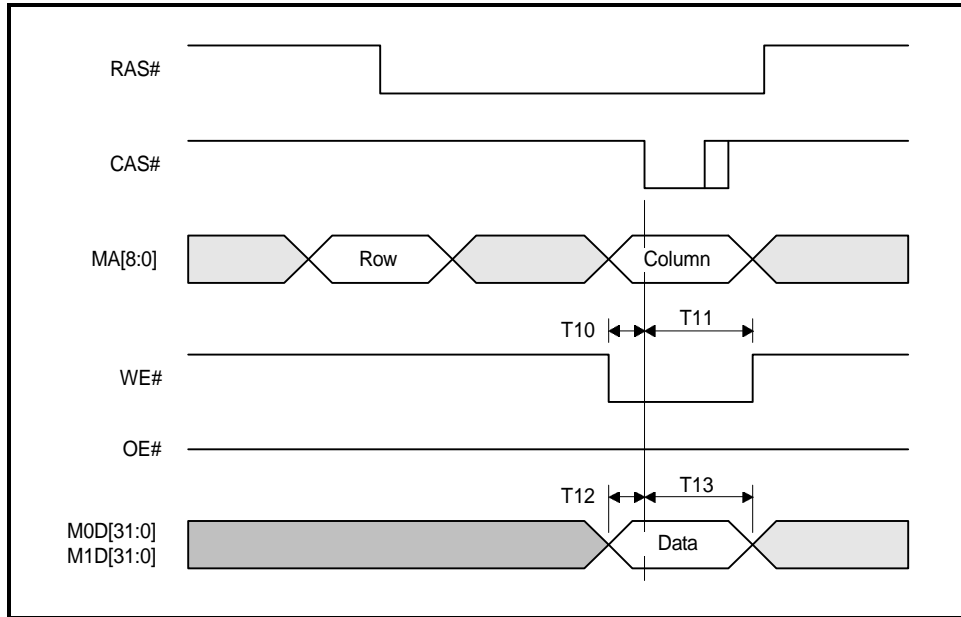 RAS#
CAS#
MA[8:0]
Row
Column
T10
T11
WE#
OE#
T12
T13
M0D[31:0]
M1D[31:0]
Data